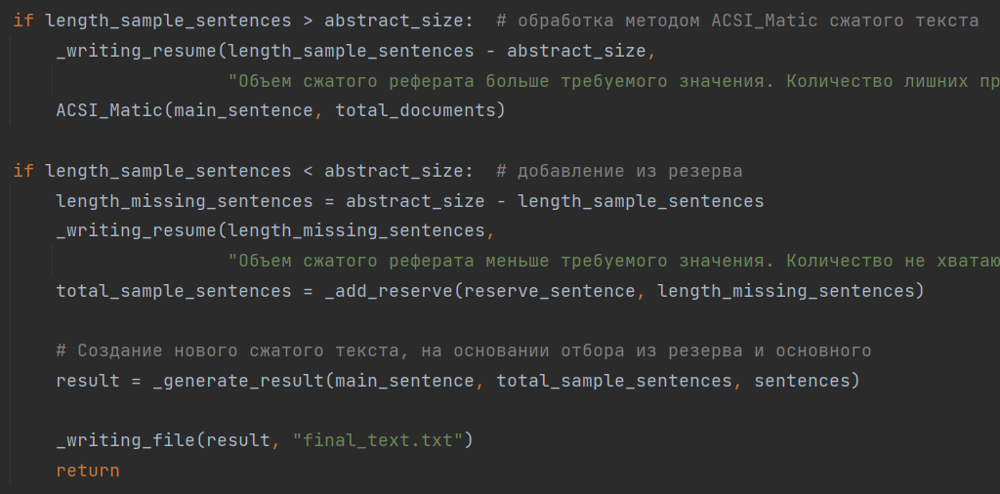 if length_sample_sentences > abstract_size:  # обработка методом ACSI_Matic сжатого текста
_writing_resume(length_sample_sentences - abstract_size,
"Объем сжатого реферата больше требуемого значения. Количество лишних пр
ACSI_Matic(main_sentence, total_documents)
if length_sample_sentences < abstract_size:  # добавление из резерва
length_missing_sentences = abstract_size - length_sample_sentences
_writing_resume(length_missing_sentences,
"Объем сжатого реферата меньше требуемого значения. Количество не хватаю
total_sample_sentences = _add_reserve(reserve_sentence, length_missing_sentences)
# Создание нового сжатого текста, на основании отбора из резерва и основного
result = _generate_result(main_sentence, total_sample_sentences, sentences)
_writing_file(result, "final_text.txt")
return